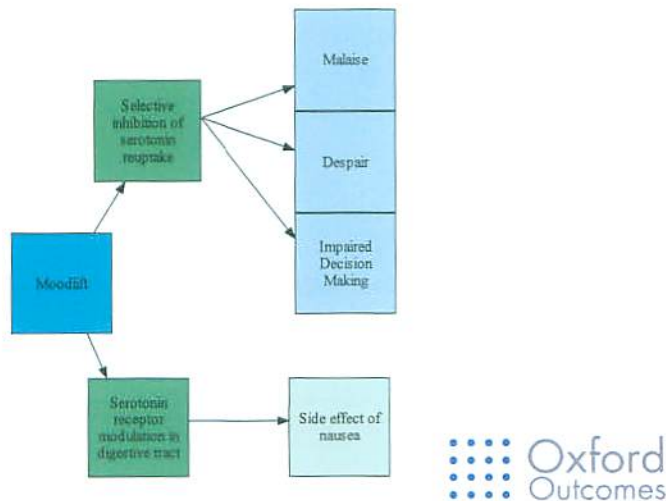 Malaise
Selective
inhibition of
serotonin
reuptake
Despair
Impaired
Decision
Making
Moodlift
Serotonin
receptor
modulation in
digestive tract
Side effect of
nausea
Oxford
Outcomes